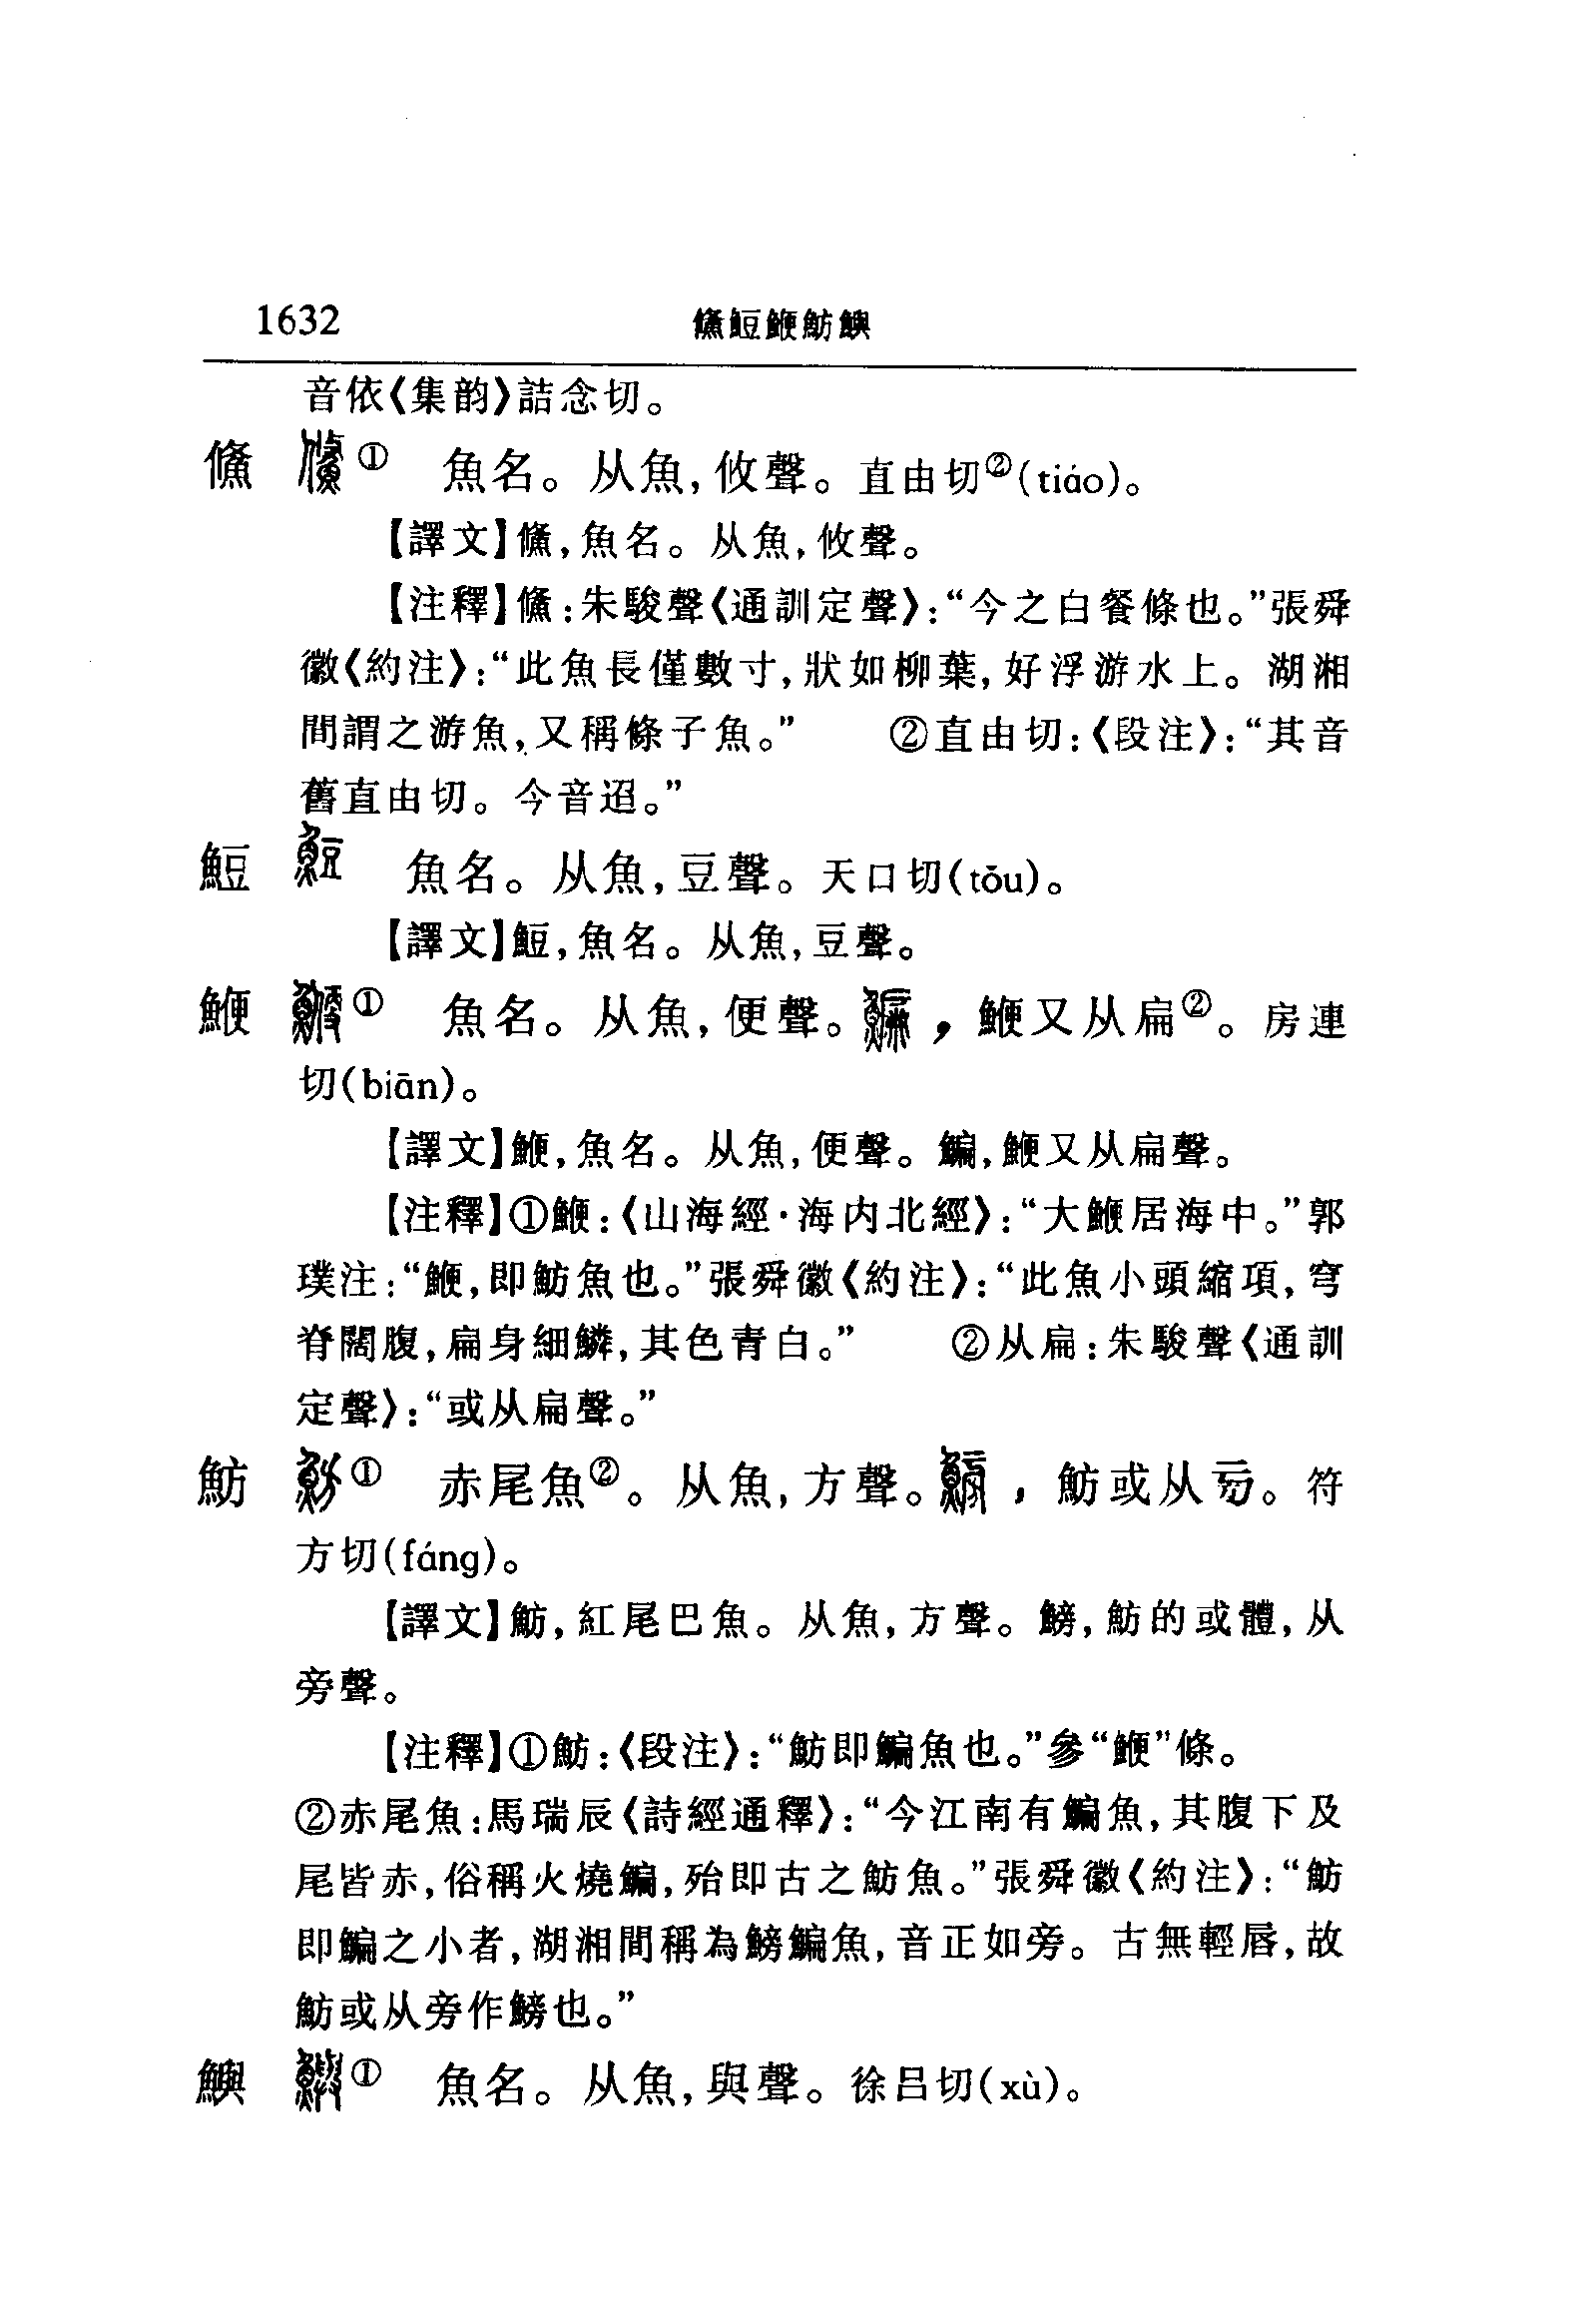 1632 鯈䱏鯾魴鱮
音依《集韵》詰念切。
鯈 ① 魚名。从魚,攸聲。直由切②(tiáo)。
【譯文】鯈,魚名。从魚,攸聲。
【注釋】鯈:朱駿聲《通訓定聲》:“今之白餐條也。”張舜
徽《約注》:“此魚長僅數寸,狀如柳葉,好浮游水上。湖湘
間謂之游魚,又稱條子魚。” ②直由切:《段注》:“其音
舊直由切。今音迢。”
䱏 魚名。从魚,豆聲。天口切(tǒu)。
【譯文】䱏,魚名。从魚,豆聲。
鯾 ① 魚名。从魚,便聲。 ,鯾又从扁②。房連
切(biān)。
【譯文】鯾,魚名。从魚,便聲。鯿,鯾又从扁聲。
【注釋】①鯾:《山海經·海内北經》:“大鯾居海中。”郭
璞注:“鯾,即魴魚也。”張舜徽《約注》:“此魚小頭縮項,穹
脊闊腹,扁身細鱗,其色青白。” ②从扁:朱駿聲《通訓
定聲》:“或从扁聲。”
魴 ① 赤尾魚②。从魚,方聲。 ,魴或从㫄。符
方切(fáng)。
【譯文】魴,紅尾巴魚。从魚,方聲。鰟,魴的或體,从
旁聲。
【注釋】①魴:《段注》:“魴即鯿魚也。”參“鯾”條。
②赤尾魚:馬瑞辰《詩經通釋》:“今江南有鯿魚,其腹下及
尾皆赤,俗稱火燒鯿,殆即古之魴魚。”張舜徽《約注》:“魴
即鯿之小者,湖湘間稱為鰟鯿魚,音正如旁。古無輕唇,故
魴或从旁作鰟也。”
鱮 ① 魚名。从魚,與聲。徐呂切(xù)。